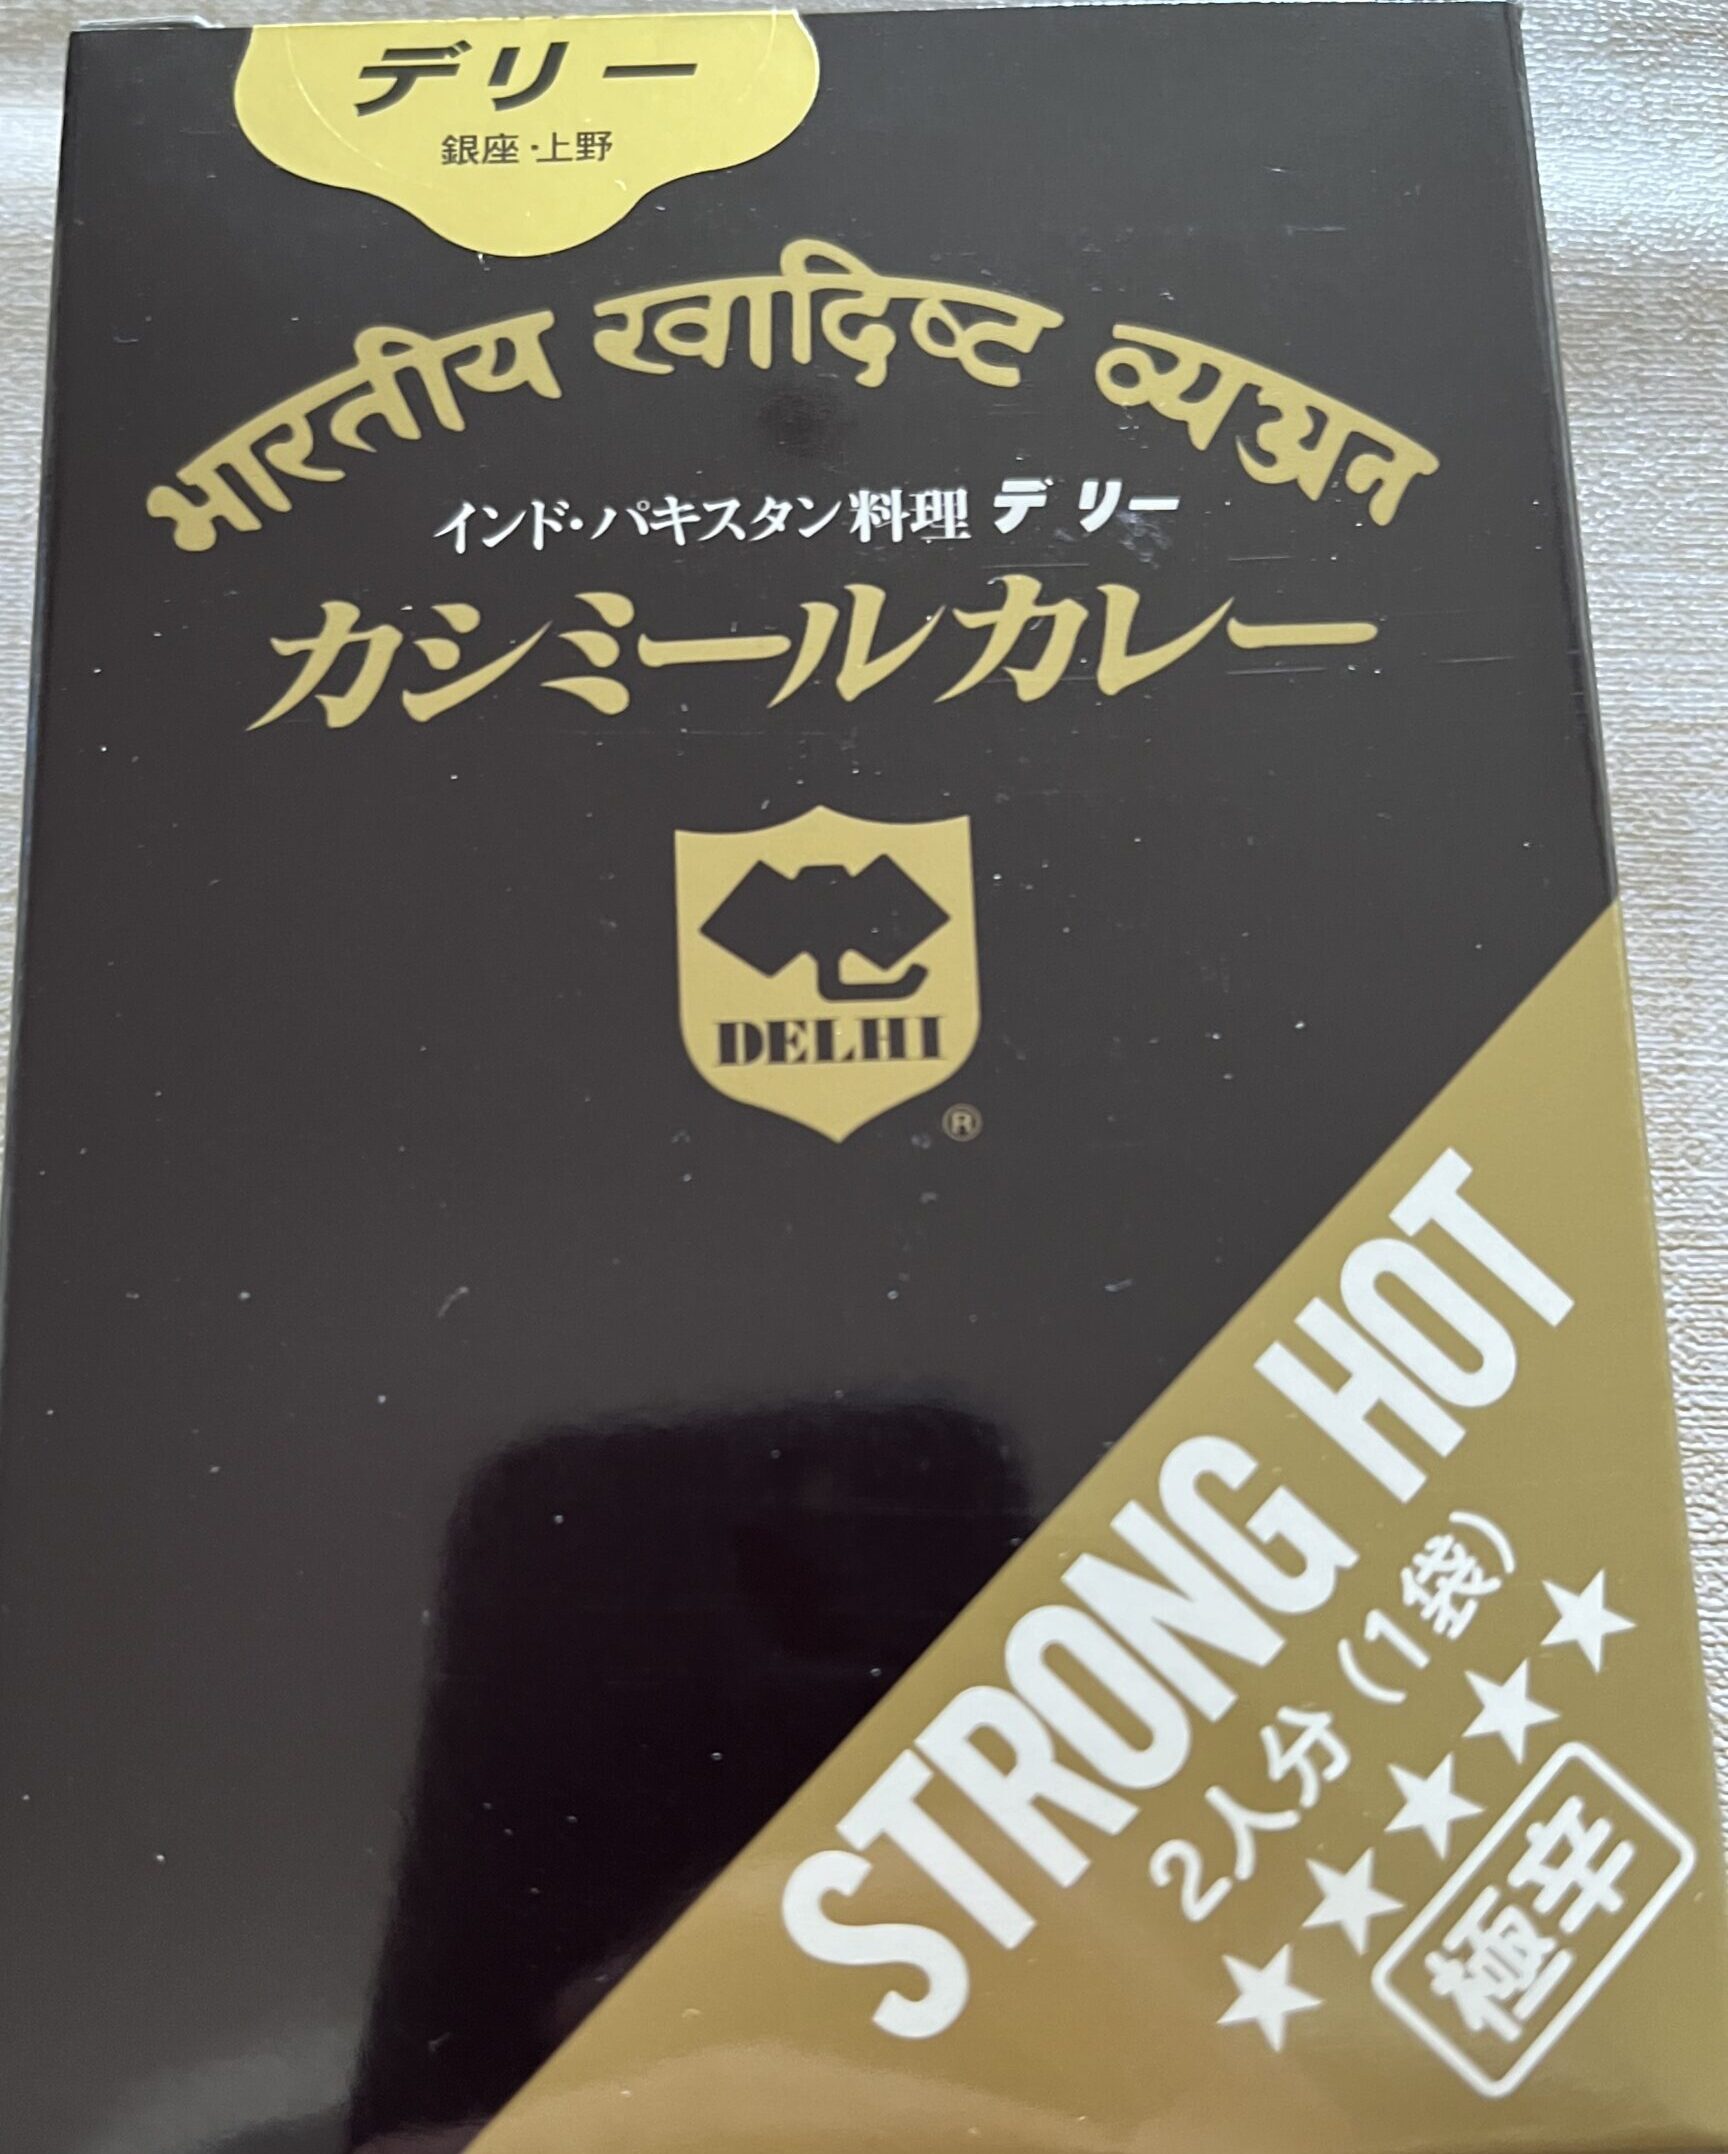 デリー
銀座・上野
भारतीय स्वादिष्ट व्यञ्जन
インド・パキスタン料理 デリー
カシミールカレー
DELHI
®
STRONG HOT
2人分(1袋)
★★★★★
極辛